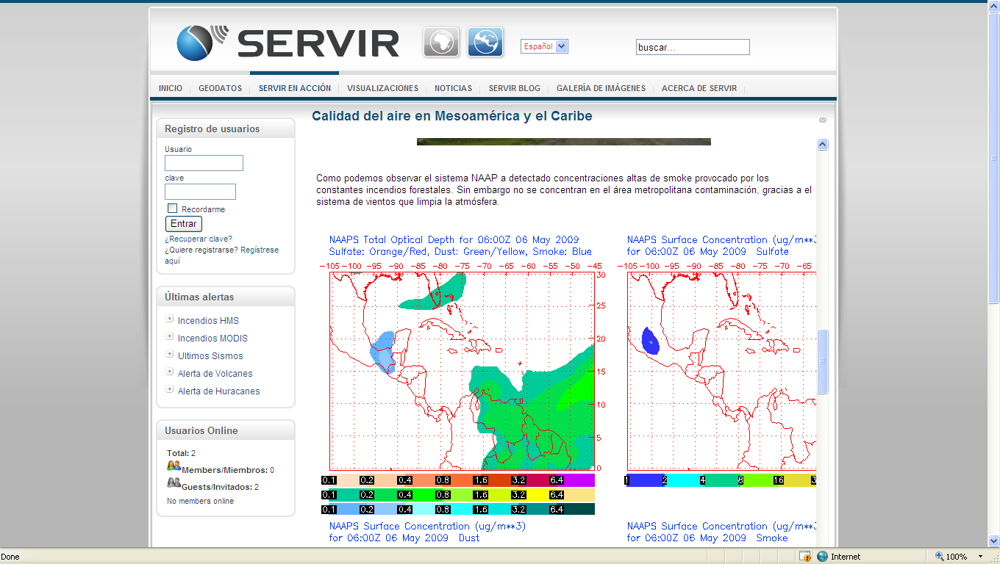 SERVIR
Español
buscar...
INICIO
GEODATOS
SERVIR EN ACCIÓN
VISUALIZACIONES
NOTICIAS
SERVIR BLOG
GALERÍA DE IMÁGENES
ACERCA DE SERVIR
Registro de usuarios
Usuario
clave
Recordarme
Entrar
¿Recuperar clave?
¿Quiere registrarse? Regístrese
aquí
Últimas alertas
Incendios HMS
Incendios MODIS
Ultimos Sismos
Alerta de Volcanes
Alerta de Huracanes
Usuarios Online
Total: 2
Members/Miembros: 0
Guests/Invitados: 2
No members online
Calidad del aire en Mesoamérica y el Caribe
Como podemos observar el sistema NAAP a detectado concentraciones altas de smoke provocado por los
constantes incendios forestales. Sin embargo no se concentran en el área metropolitana contaminación, gracias a el
sistema de vientos que limpia la atmósfera.
NAAPS Total Optical Depth for 06:00Z 06 May 2009
Sulfate: Orange/Red, Dust: Green/Yellow, Smoke: Blue
-105 -100 -95 -90 -85 -80 -75 -70 -65 -60 -55 -50 -45
30
25
20
15
10
5
0
0.1 0.2 0.4 0.8 1.6 3.2 6.4
0.1 0.2 0.4 0.8 1.6 3.2 6.4
0.1 0.2 0.4 0.8 1.6 3.2 6.4
NAAPS Surface Concentration (ug/m**3)
for 06:00Z 06 May 2009 Dust
NAAPS Surface Concentration (ug/m**3
for 06:00Z 06 May 2009 Sulfate
-105 -100 -95 -90 -85 -80 -75 -70 -65
1 2 4 8 16 3
NAAPS Surface Concentration (ug/m**3
for 06:00Z 06 May 2009 Smoke
Done
Internet
100%